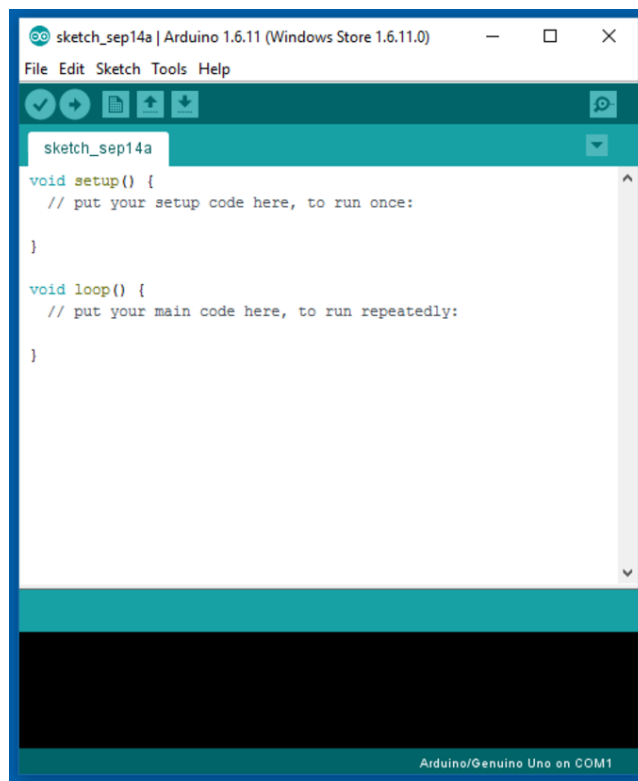 sketch_sep14a | Arduino 1.6.11 (Windows Store 1.6.11.0)
File Edit Sketch Tools Help
sketch_sep14a
void setup() {
  // put your setup code here, to run once:
}
void loop() {
  // put your main code here, to run repeatedly:
}
Arduino/Genuino Uno on COM1